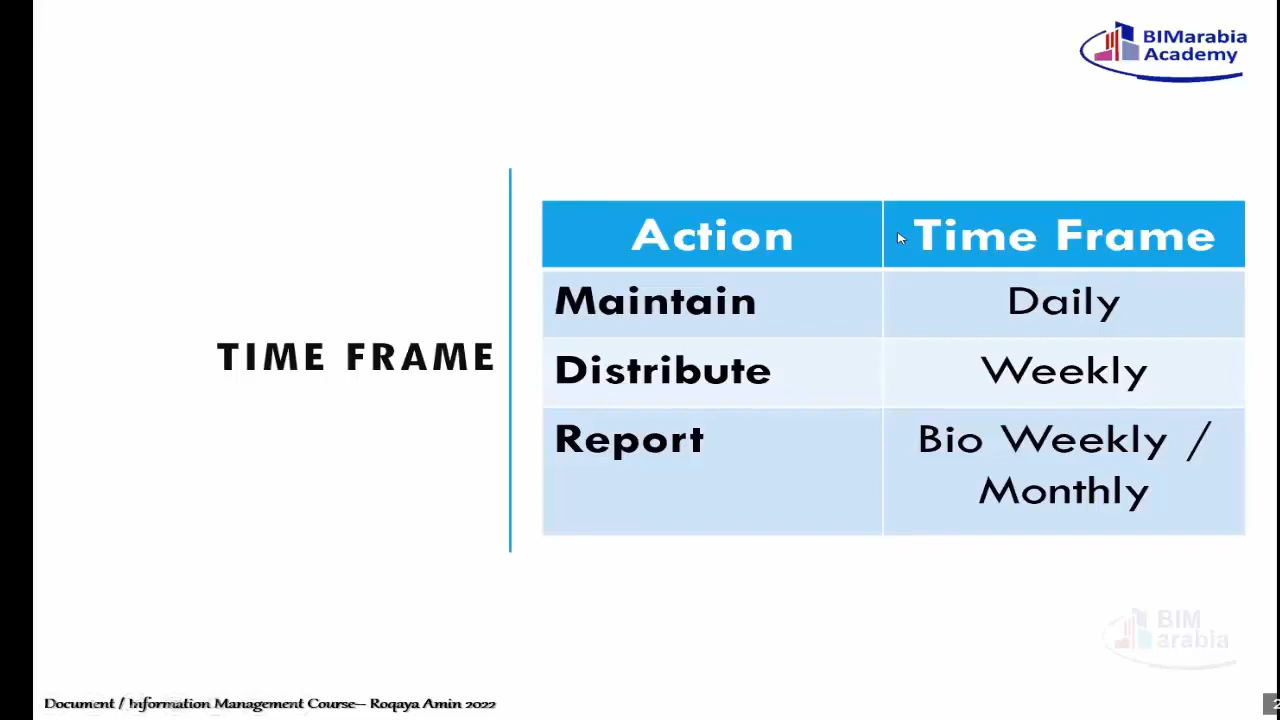 BIMarabia
Academy
TIME FRAME
Action Time Frame
Maintain Daily
Distribute Weekly
Report Bio Weekly /
Monthly
BIM
arabia
Document / Information Management Course-- Roqaya Amin 2022
2